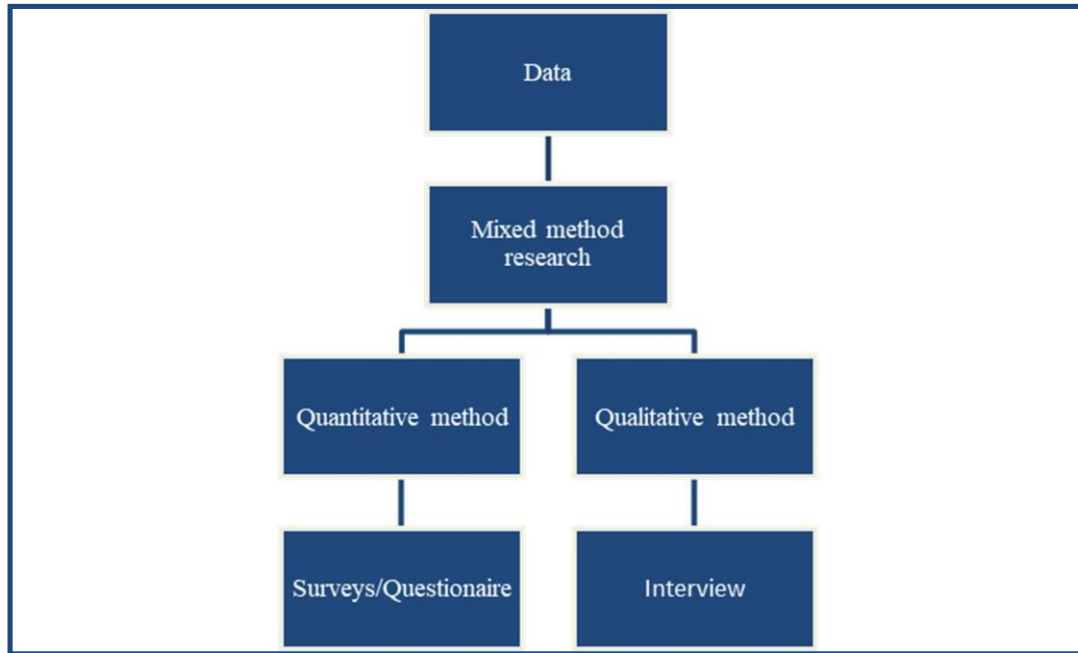 Data
Mixed method
research
Quantitative method
Qualitative method
Surveys/Questionaire
Interview